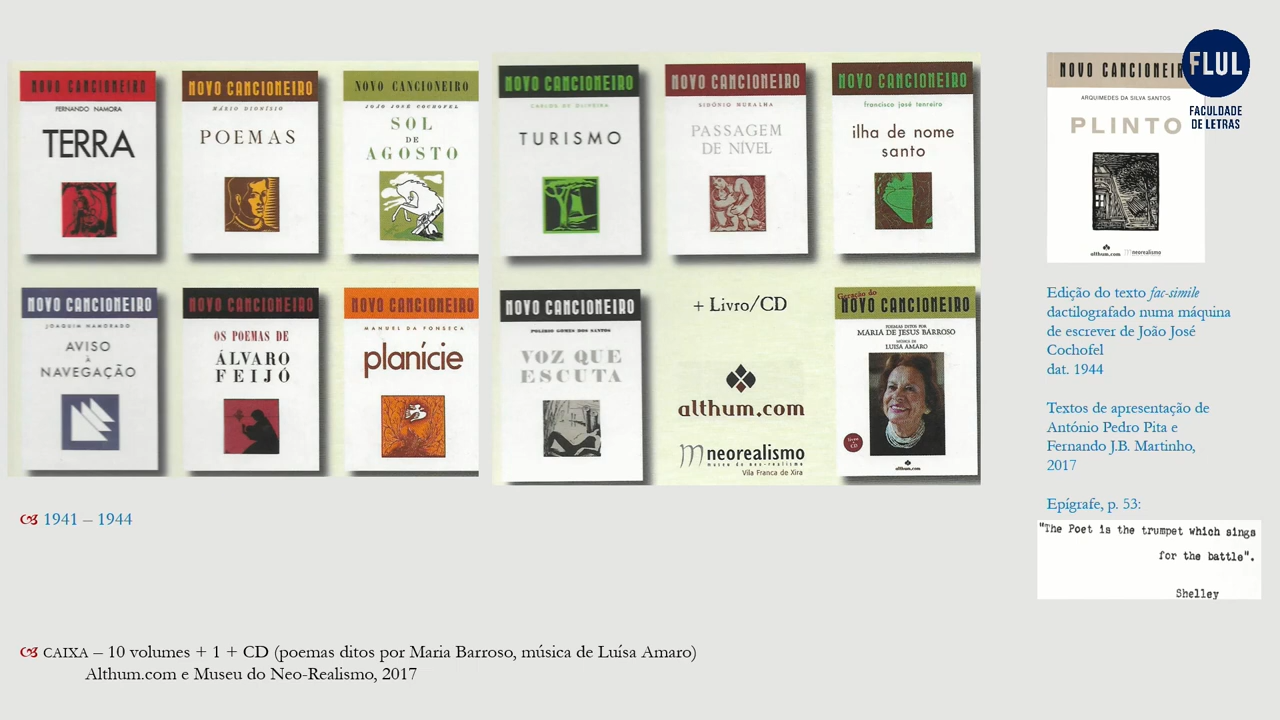 NOVO CANCIONEIRO
FERNANDO NAMORA
TERRA
NOVO CANCIONEIRO
MÁRIO DIONÍSIO
POEMAS
NOVO CANCIONEIRO
JOÃO JOSÉ COCHOFEL
SOL
DE
AGOSTO
NOVO CANCIONEIRO
CARLOS DE OLIVEIRA
TURISMO
NOVO CANCIONEIRO
SIDÓNIO MURALHA
PASSAGEM
DE NÍVEL
NOVO CANCIONEIRO
francisco josé tenreiro
ilha de nome
santo
NOVO CANCIONEIRO
JOAQUIM NAMORADO
AVISO
À
NAVEGAÇÃO
NOVO CANCIONEIRO
OS POEMAS DE
ÁLVARO
FEIJÓ
NOVO CANCIONEIRO
MANUEL DA FONSECA
planície
NOVO CANCIONEIRO
POLÍBIO GOMES DOS SANTOS
VOZ QUE
ESCUTA
+ Livro/CD
althum.com
neorealismo
museu do neo-realismo
Vila Franca de Xira
Geração do
NOVO CANCIONEIRO
POEMAS DITOS POR
MARIA DE JESUS BARROSO
MÚSICA DE
LUISA AMARO
NOVO CANCIONEIR
ARQUIMEDES DA SILVA SANTOS
PLINTO
althum.com
neorealismo
FLUL
FACULDADE
DE LETRAS
Edição do texto fac-simile
dactilografado numa máquina
de escrever de João José
Cochofel
dat. 1944
Textos de apresentação de
António Pedro Pita e
Fernando J.B. Martinho,
2017
Epígrafe, p. 53:
"The Poet is the trumpet which sings
for the battle".
Shelley
1941 – 1944
CAIXA – 10 volumes + 1 + CD (poemas ditos por Maria Barroso, música de Luísa Amaro)
Althum.com e Museu do Neo-Realismo, 2017